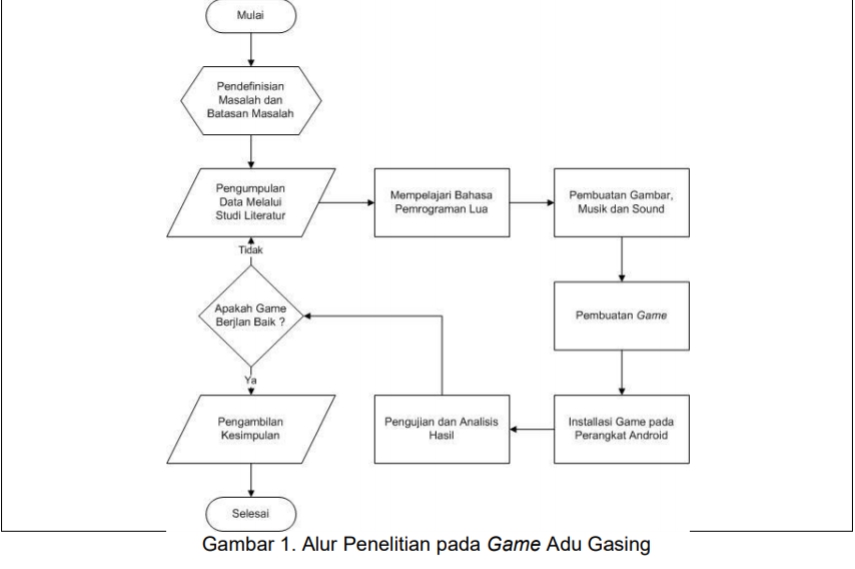 Mulai
Pendefinisian
Masalah dan
Batasan Masalah
Pengumpulan
Data Melalui
Studi Literatur
Mempelajari Bahasa
Pemrograman Lua
Pembuatan Gambar,
Musik dan Sound
Tidak
Apakah Game
Berjlan Baik ?
Pembuatan Game
Ya
Pengambilan
Kesimpulan
Pengujian dan Analisis
Hasil
Installasi Game pada
Perangkat Android
Selesai
Gambar 1. Alur Penelitian pada Game Adu Gasing